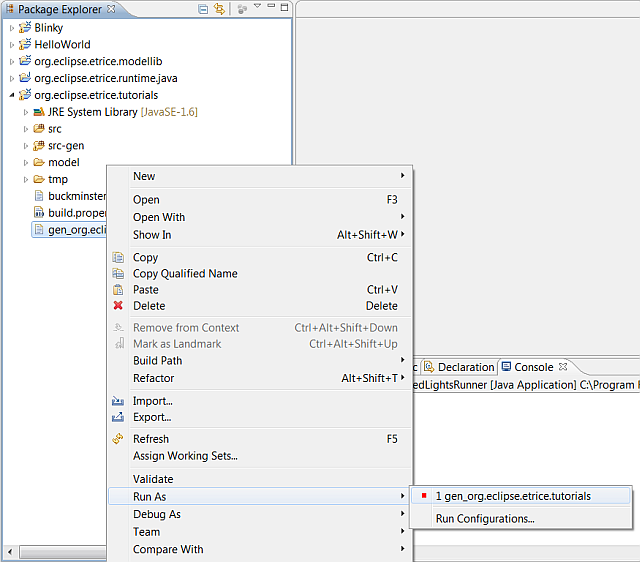 Package Explorer
Blinky
HelloWorld
org.eclipse.etrice.modellib
org.eclipse.etrice.runtime.java
org.eclipse.etrice.tutorials
JRE System Library [JavaSE-1.6]
src
src-gen
model
tmp
buckminster
build.prope
gen_org.ecli
New
Open F3
Open With
Show In Alt+Shift+W
Copy Ctrl+C
Copy Qualified Name
Paste Ctrl+V
Delete Delete
Remove from Context Ctrl+Alt+Shift+Down
Mark as Landmark Ctrl+Alt+Shift+Up
Build Path
Refactor Alt+Shift+T
Import...
Export...
Refresh F5
Assign Working Sets...
Validate
Run As
Debug As
Team
Compare With
c Declaration Console
edLightsRunner [Java Application] C:\Program
1 gen_org.eclipse.etrice.tutorials
Run Configurations...